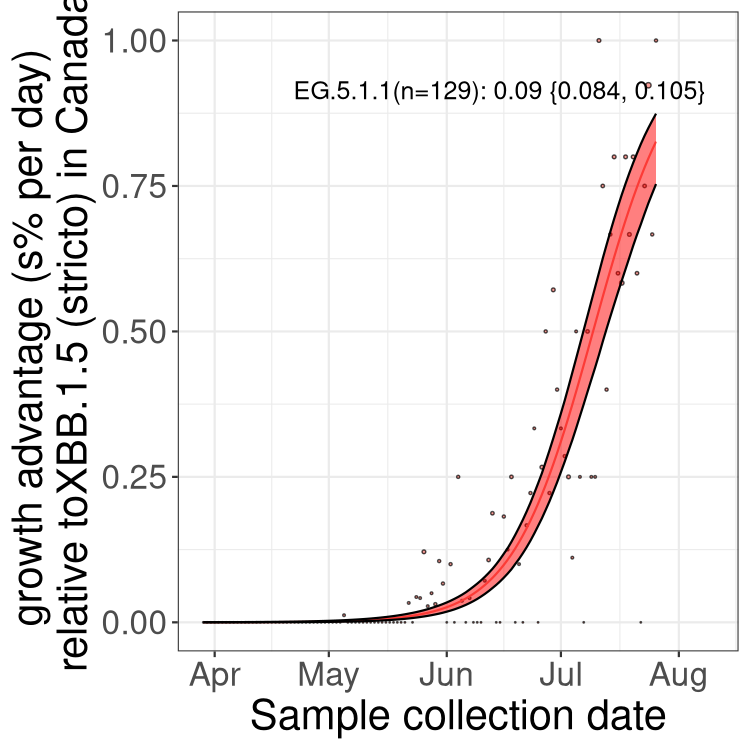 growth advantage (s% per day)
relative toXBB.1.5 (stricto) in Canada
1.00
0.75
0.50
0.25
0.00
EG.5.1.1(n=129): 0.09 {0.084, 0.105}
Apr May Jun Jul Aug
Sample collection date